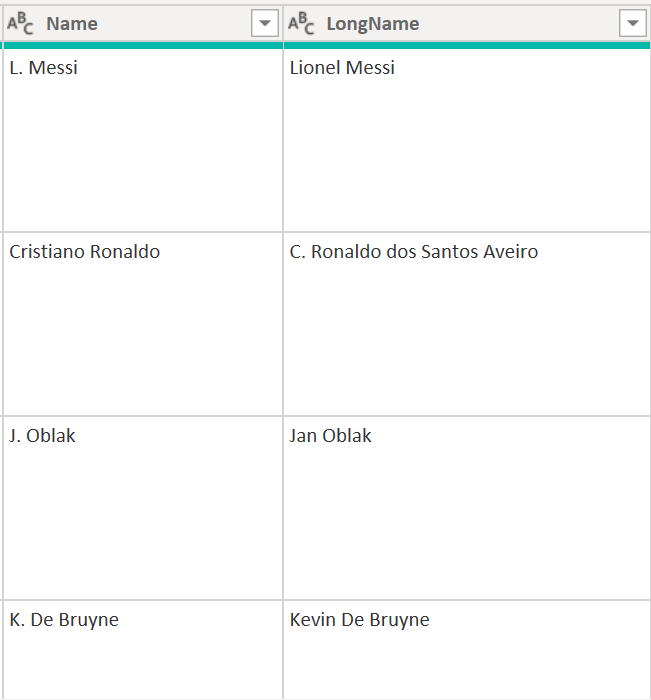 ABC Name ABC LongName
L. Messi Lionel Messi
Cristiano Ronaldo C. Ronaldo dos Santos Aveiro
J. Oblak Jan Oblak
K. De Bruyne Kevin De Bruyne